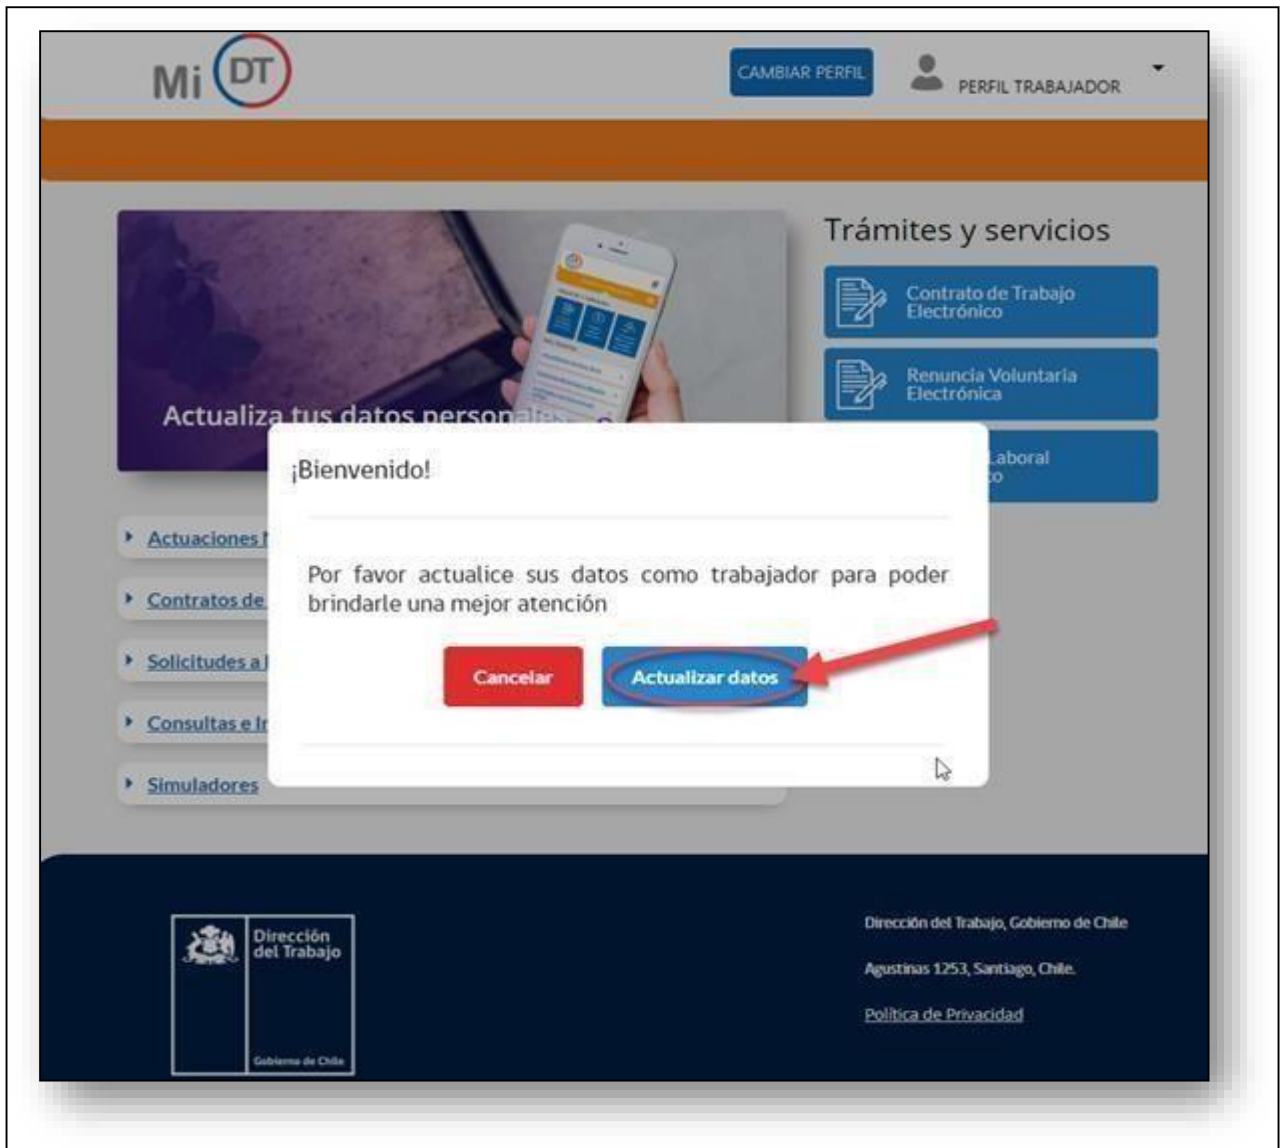 Mi DT
CAMBIAR PERFIL
PERFIL TRABAJADOR
Trámites y servicios
Contrato de Trabajo
Electrónico
Renuncia Voluntaria
Electrónica
Laboral
Actualiza tus datos personales
¡Bienvenido!
Por favor actualice sus datos como trabajador para poder
brindarle una mejor atención
Cancelar
Actualizar datos
Actuaciones
Contratos de
Solicitudes a
Consultas e
Simuladores
Dirección
del Trabajo
Gobierno de Chile
Dirección del Trabajo, Gobierno de Chile
Agustinas 1253, Santiago, Chile.
Política de Privacidad